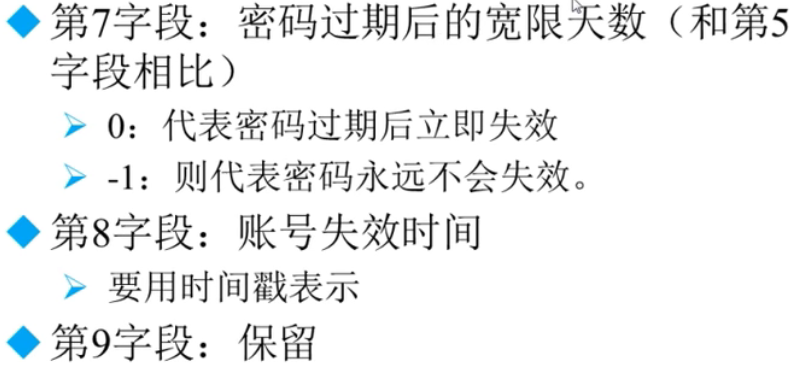 第7字段：密码过期后的宽限天数（和第5
字段相比）
0：代表密码过期后立即失效
-1：则代表密码永远不会失效。
第8字段：账号失效时间
要用时间戳表示
第9字段：保留